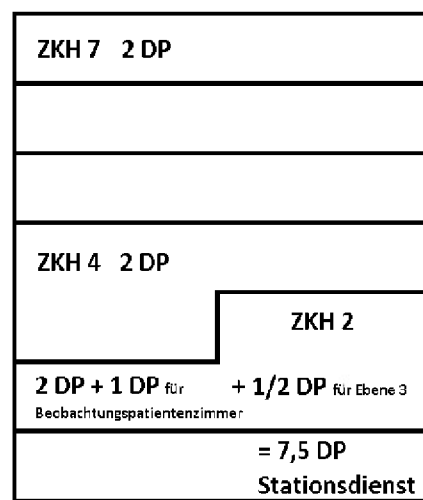 ZKH 7 2 DP
ZKH 4 2 DP
ZKH 2
2 DP + 1 DP für + 1/2 DP für Ebene 3
Beobachtungspatientenzimmer
= 7,5 DP
Stationsdienst